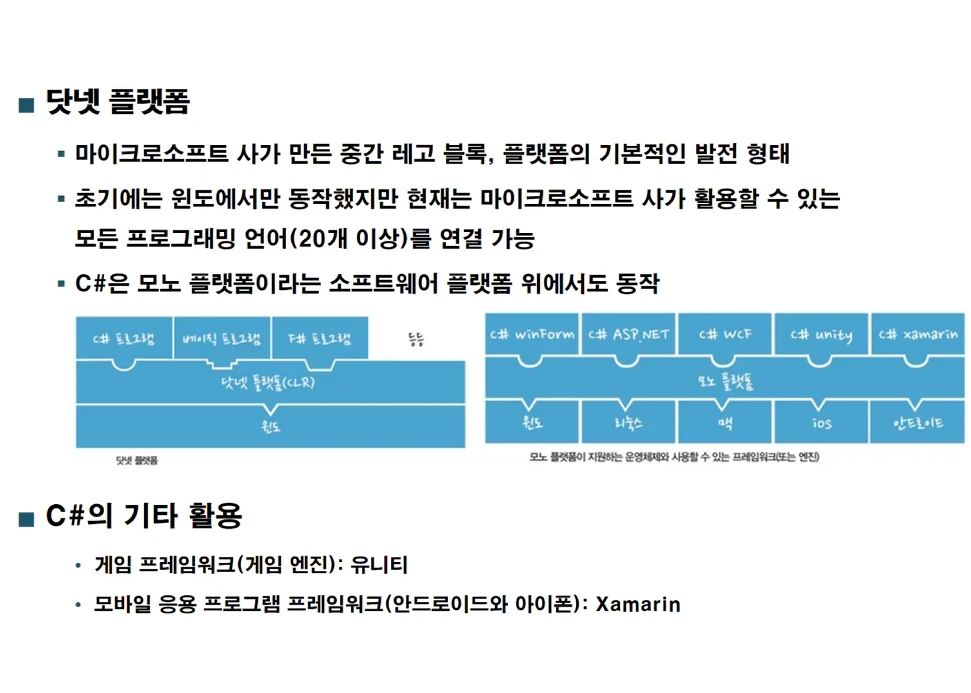 닷넷 플랫폼
마이크로소프트 사가 만든 중간 레고 블록, 플랫폼의 기본적인 발전 형태
초기에는 윈도에서만 동작했지만 현재는 마이크로소프트 사가 활용할 수 있는
모든 프로그래밍 언어(20개 이상)를 연결 가능
C#은 모노 플랫폼이라는 소프트웨어 플랫폼 위에서도 동작
C# 프로그램 베이직 프로그램 F# 프로그램 등등
닷넷 플랫폼(CLR)
윈도
닷넷 플랫폼
C# winForm C# ASP.NET C# WCF C# unity C# xamarin
모노 플랫폼
윈도 리눅스 맥 iOS 안드로이드
모노 플랫폼이 지원하는 운영체제와 사용할 수 있는 프레임워크(또는 엔진)
C#의 기타 활용
게임 프레임워크(게임 엔진): 유니티
모바일 응용 프로그램 프레임워크(안드로이드와 아이폰): Xamarin